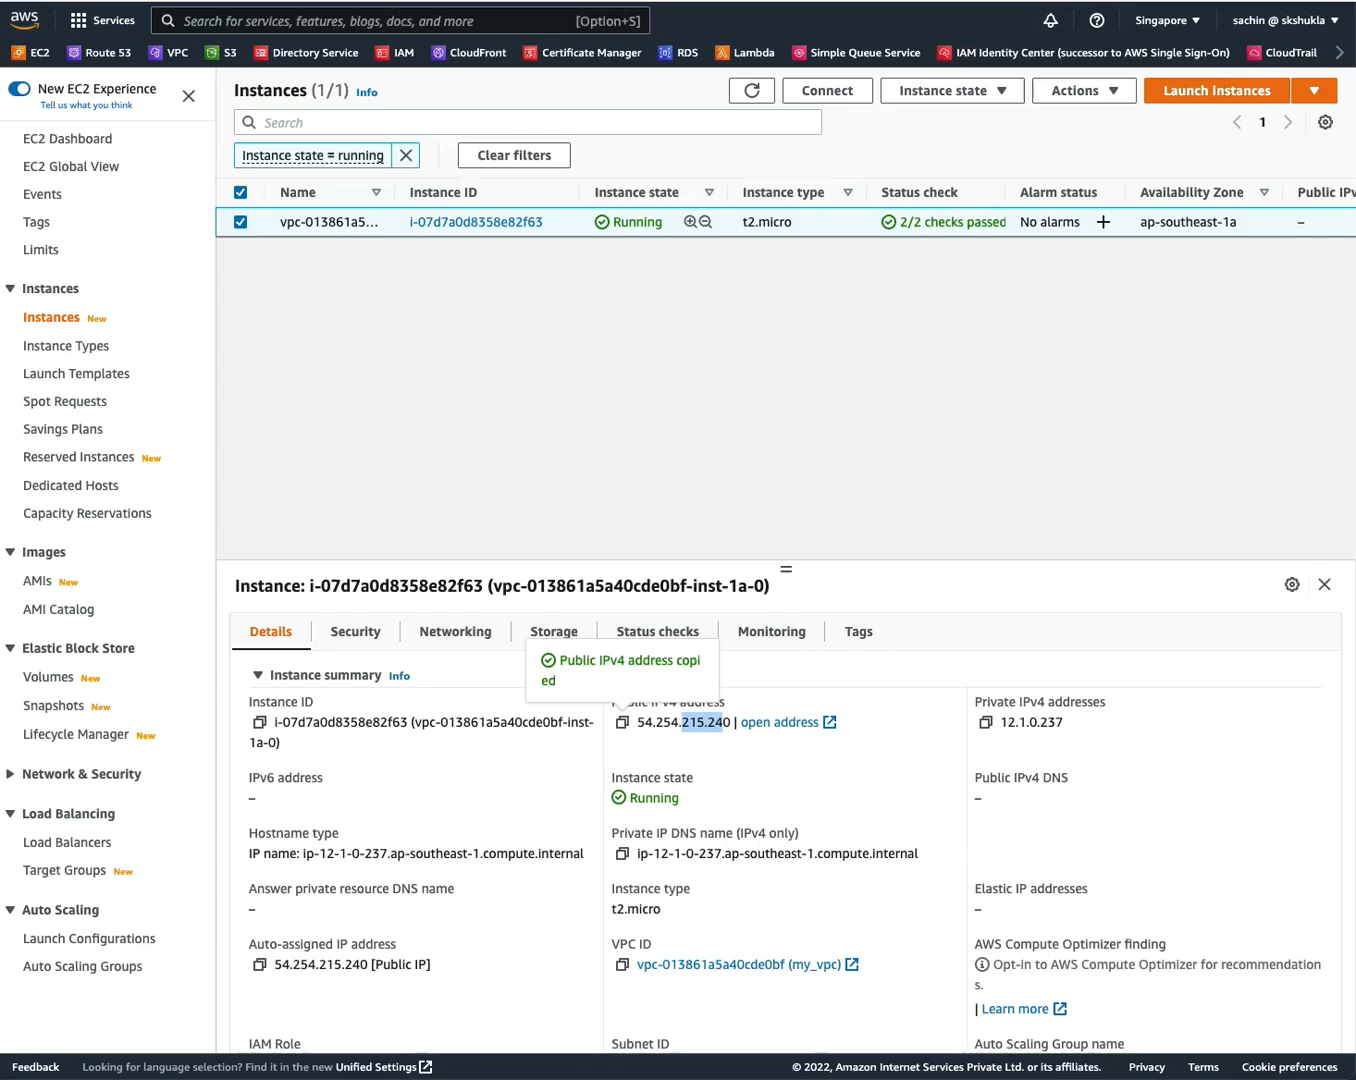 aws
Services
Search for services, features, blogs, docs, and more
[Option+S]
Singapore
sachin @ skshukla
EC2
Route 53
VPC
S3
Directory Service
IAM
CloudFront
Certificate Manager
RDS
Lambda
Simple Queue Service
IAM Identity Center (successor to AWS Single Sign-On)
CloudTrail
New EC2 Experience
Tell us what you think
EC2 Dashboard
EC2 Global View
Events
Tags
Limits
Instances
Instances New
Instance Types
Launch Templates
Spot Requests
Savings Plans
Reserved Instances New
Dedicated Hosts
Capacity Reservations
Images
AMIs New
AMI Catalog
Elastic Block Store
Volumes New
Snapshots New
Lifecycle Manager New
Network & Security
Load Balancing
Load Balancers
Target Groups New
Auto Scaling
Launch Configurations
Auto Scaling Groups
Instances (1/1) Info
Connect
Instance state
Actions
Launch instances
Search
1
Instance state = running
Clear filters
Name
Instance ID
Instance state
Instance type
Status check
Alarm status
Availability Zone
Public IPv
vpc-013861a5...
i-07d7a0d8358e82f63
Running
t2.micro
2/2 checks passed
No alarms
ap-southeast-1a
–
Instance: i-07d7a0d8358e82f63 (vpc-013861a5a40cde0bf-inst-1a-0)
Details
Security
Networking
Storage
Status checks
Monitoring
Tags
Public IPv4 address copi
ed
Instance summary Info
Instance ID
i-07d7a0d8358e82f63 (vpc-013861a5a40cde0bf-inst-
1a-0)
Public IPv4 address
54.254.215.240 | open address
Private IPv4 addresses
12.1.0.237
IPv6 address
–
Instance state
Running
Public IPv4 DNS
–
Hostname type
IP name: ip-12-1-0-237.ap-southeast-1.compute.internal
Private IP DNS name (IPv4 only)
ip-12-1-0-237.ap-southeast-1.compute.internal
Answer private resource DNS name
–
Instance type
t2.micro
Elastic IP addresses
–
Auto-assigned IP address
54.254.215.240 [Public IP]
VPC ID
vpc-013861a5a40cde0bf (my_vpc)
AWS Compute Optimizer finding
Opt-in to AWS Compute Optimizer for recommendation
s.
| Learn more
IAM Role
Subnet ID
Auto Scaling Group name
Feedback
Looking for language selection? Find it in the new Unified Settings
© 2022, Amazon Internet Services Private Ltd. or its affiliates.
Privacy
Terms
Cookie preferences